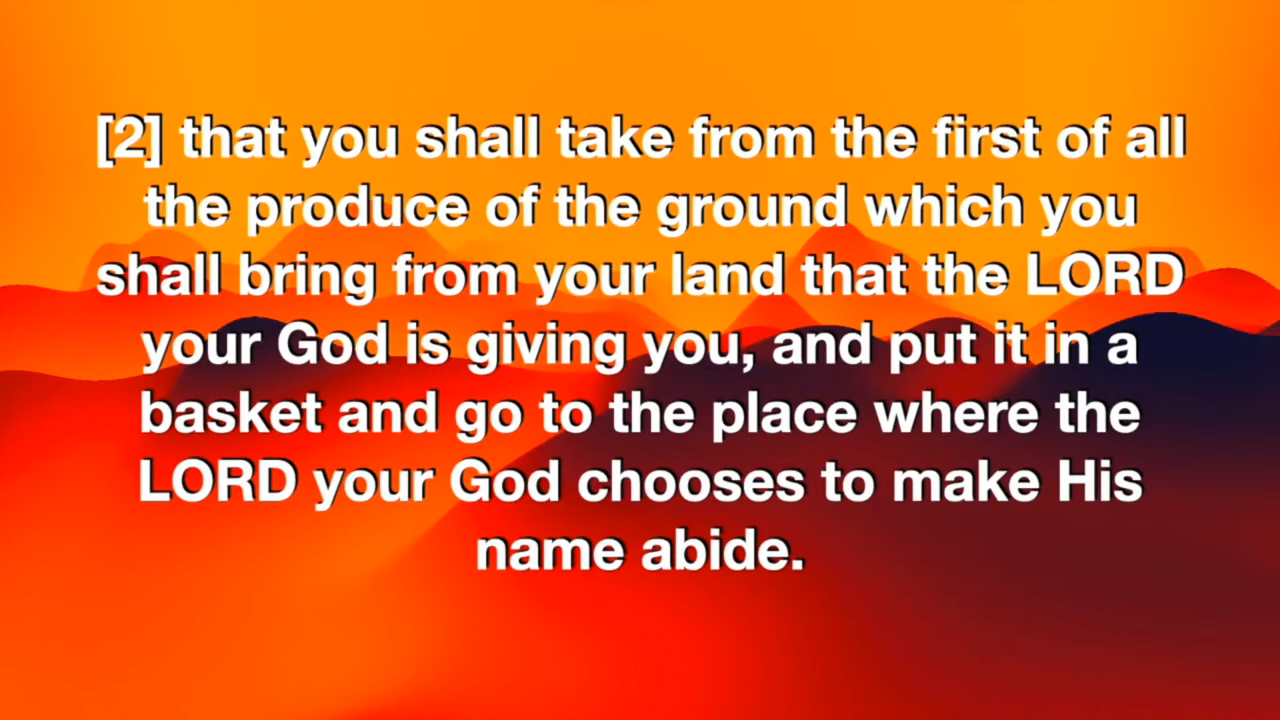 [2] that you shall take from the first of all
the produce of the ground which you
shall bring from your land that the LORD
your God is giving you, and put it in a
basket and go to the place where the
LORD your God chooses to make His
name abide.